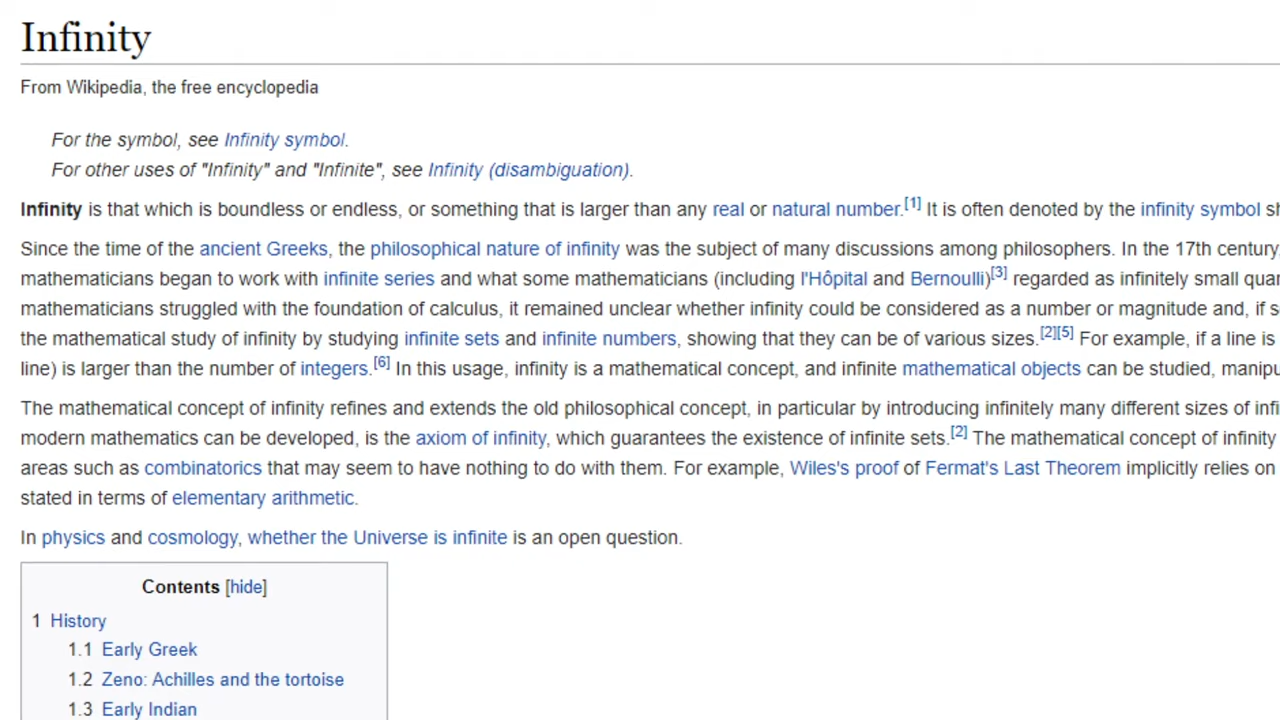 Infinity
From Wikipedia, the free encyclopedia
For the symbol, see Infinity symbol.
For other uses of "Infinity" and "Infinite", see Infinity (disambiguation).
Infinity is that which is boundless or endless, or something that is larger than any real or natural number.[1] It is often denoted by the infinity symbol
Since the time of the ancient Greeks, the philosophical nature of infinity was the subject of many discussions among philosophers. In the 17th century,
mathematicians began to work with infinite series and what some mathematicians (including l'Hôpital and Bernoulli)[3] regarded as infinitely small
mathematicians struggled with the foundation of calculus, it remained unclear whether infinity could be considered as a number or magnitude and, if
the mathematical study of infinity by studying infinite sets and infinite numbers, showing that they can be of various sizes.[2][5] For example, if a line is
line) is larger than the number of integers.[6] In this usage, infinity is a mathematical concept, and infinite mathematical objects can be studied,
The mathematical concept of infinity refines and extends the old philosophical concept, in particular by introducing infinitely many different sizes of
modern mathematics can be developed, is the axiom of infinity, which guarantees the existence of infinite sets.[2] The mathematical concept of infinity
areas such as combinatorics that may seem to have nothing to do with them. For example, Wiles's proof of Fermat's Last Theorem implicitly relies on
stated in terms of elementary arithmetic.
In physics and cosmology, whether the Universe is infinite is an open question.
Contents [hide]
1 History
1.1 Early Greek
1.2 Zeno: Achilles and the tortoise
1.3 Early Indian